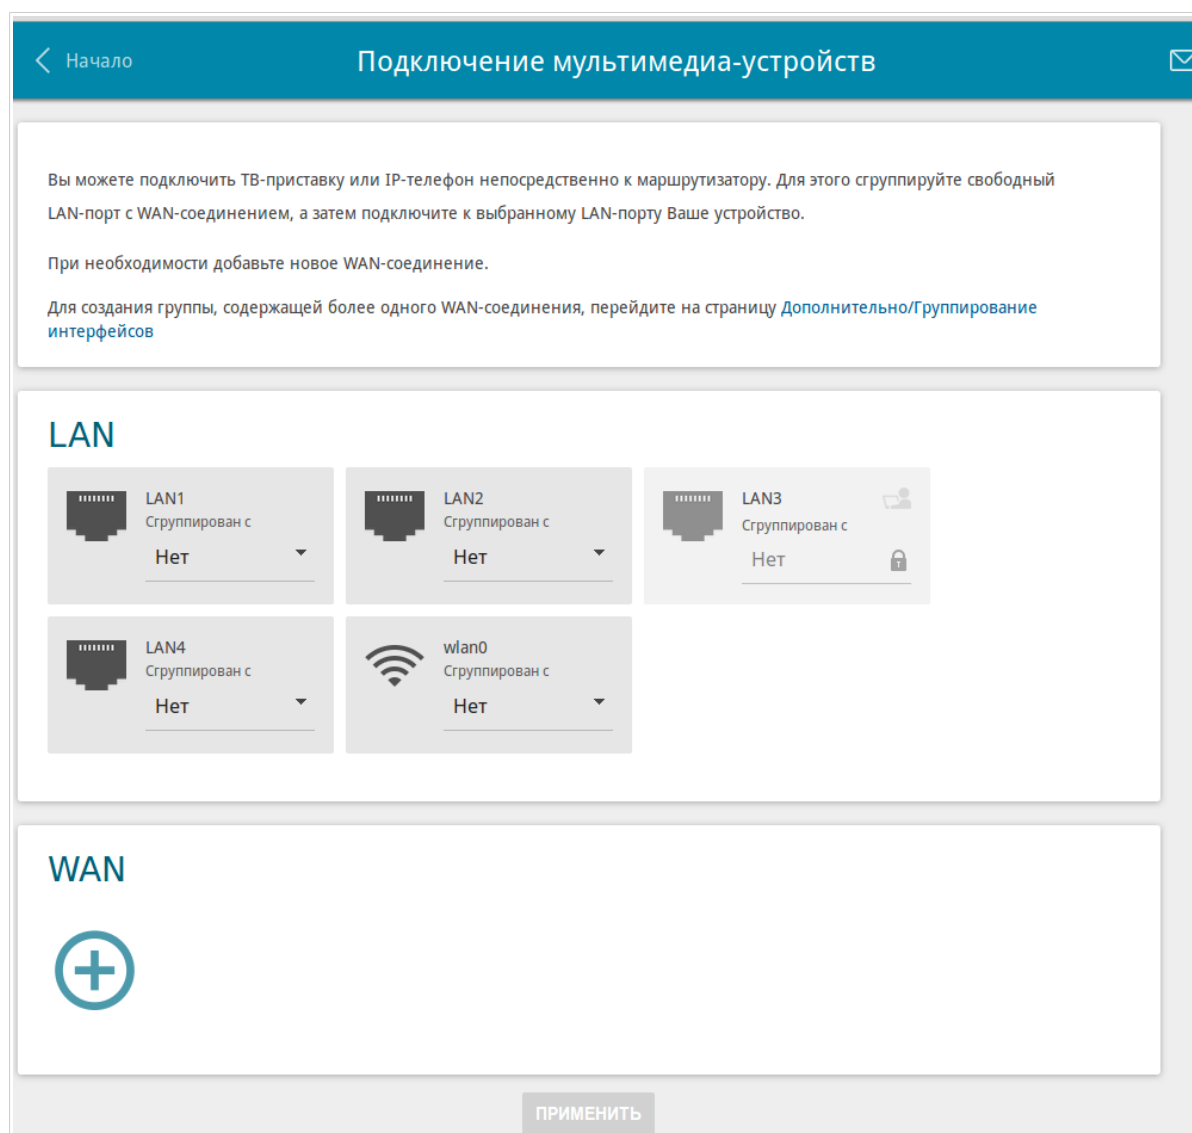 Начало
Подключение мультимедиа-устройств
Вы можете подключить ТВ-приставку или IP-телефон непосредственно к маршрутизатору. Для этого сгруппируйте свободный
LAN-порт с WAN-соединением, а затем подключите к выбранному LAN-порту Ваше устройство.
При необходимости добавьте новое WAN-соединение.
Для создания группы, содержащей более одного WAN-соединения, перейдите на страницу Дополнительно/Группирование
интерфейсов
LAN
LAN1
Сгруппирован с
Нет
LAN2
Сгруппирован с
Нет
LAN3
Сгруппирован с
Нет
LAN4
Сгруппирован с
Нет
wlan0
Сгруппирован с
Нет
WAN
ПРИМЕНИТЬ